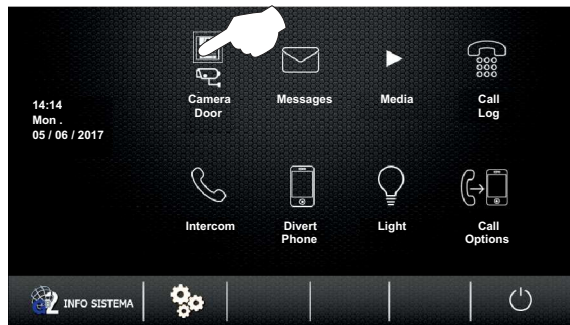 14:14
Mon .
05 / 06 / 2017
Camera
Door
Messages
Media
Call
Log
Intercom
Divert
Phone
Light
Call
Options
2 INFO SISTEMA